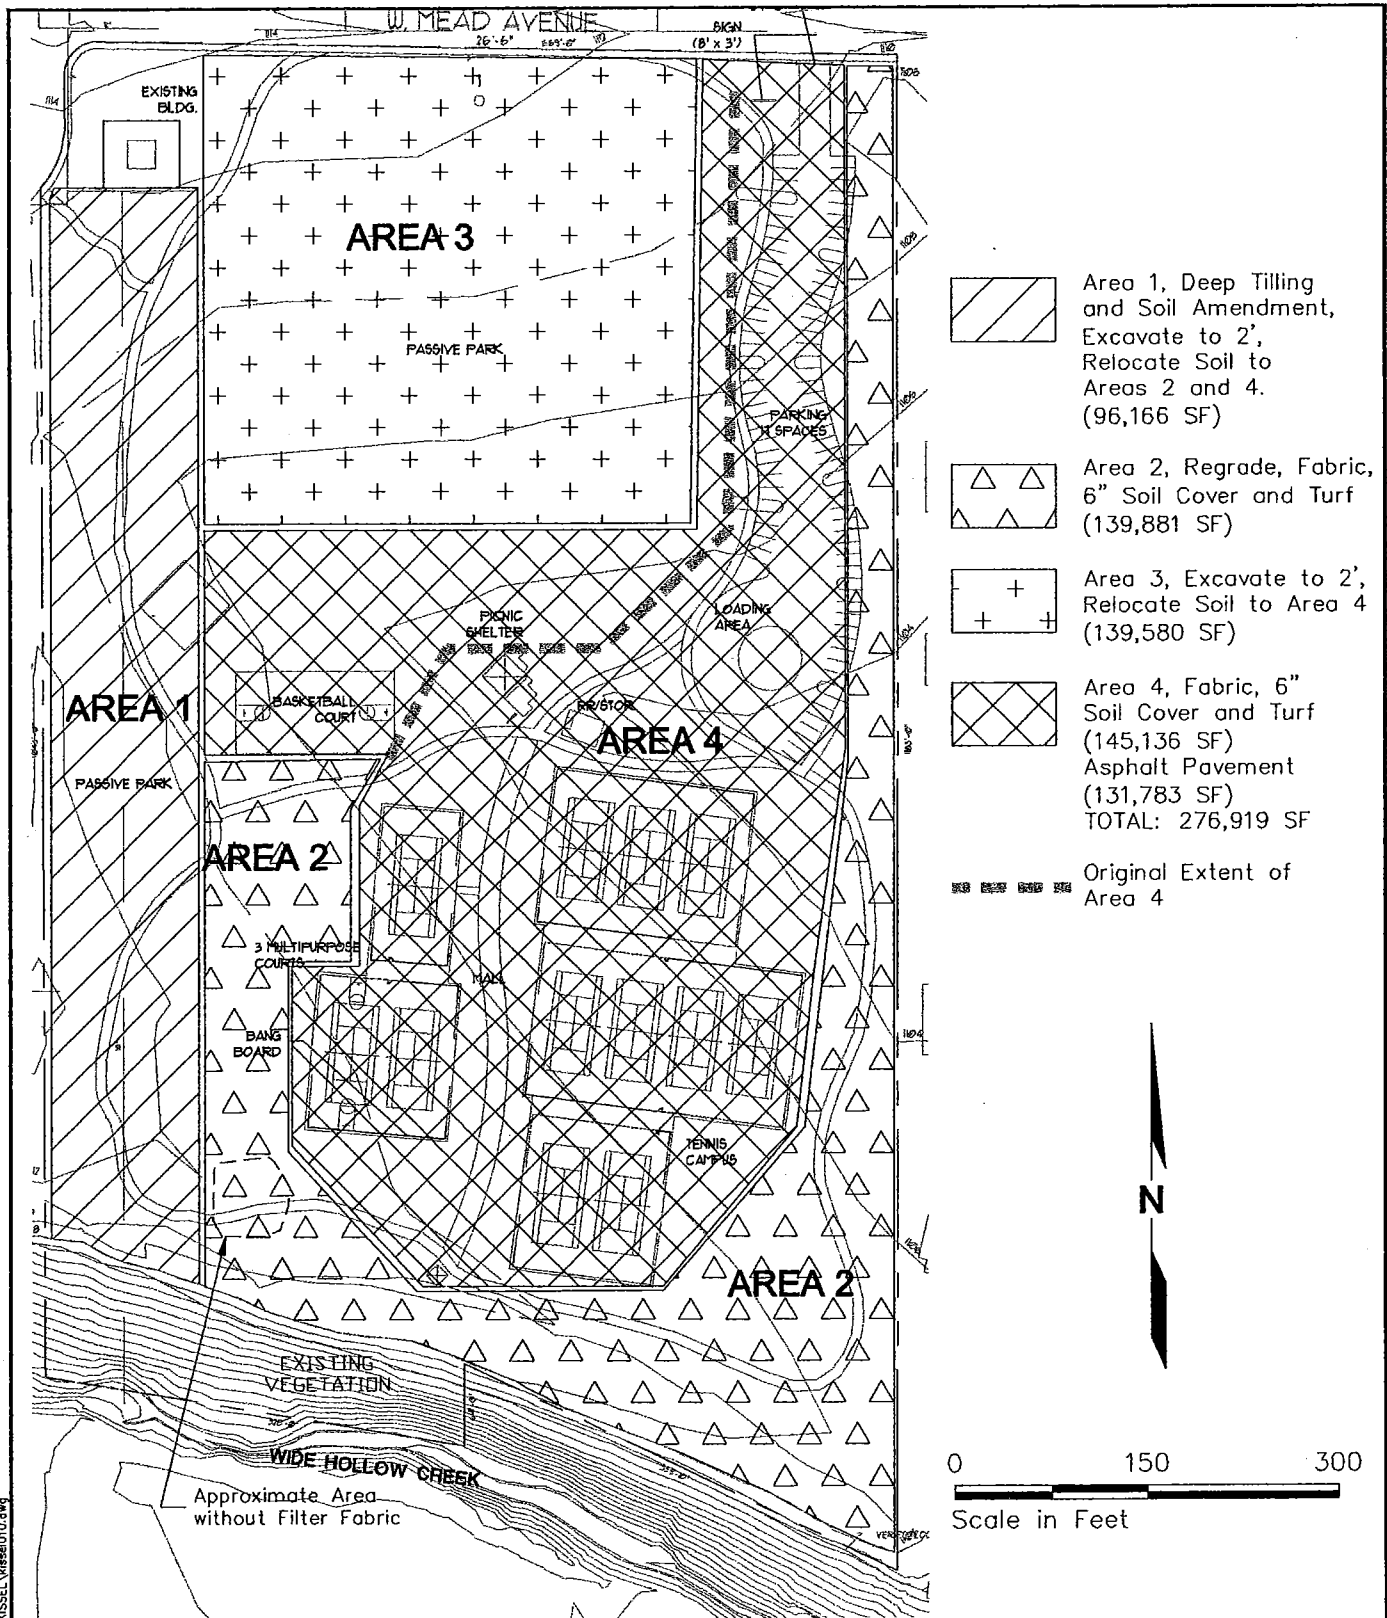 W. MEAD AVENUE
SIGN
(8' x 3')
26'-6"
EXISTING
BLDG.
AREA 3
PASSIVE PARK
PARKING
SPACES
PICNIC
SHELTER
LOADING
AREA
AREA 1
BASKETBALL
COURT
RR/STOR.
AREA 4
PASSIVE PARK
AREA 2
3 MULTIPURPOSE
COURTS
MALL
BANG
BOARD
TENNIS
CAMPUS
AREA 2
EXISTING
VEGETATION
WIDE HOLLOW CREEK
Approximate Area
without Filter Fabric
Area 1, Deep Tilling
and Soil Amendment,
Excavate to 2',
Relocate Soil to
Areas 2 and 4.
(96,166 SF)
Area 2, Regrade, Fabric,
6" Soil Cover and Turf
(139,881 SF)
Area 3, Excavate to 2',
Relocate Soil to Area 4
(139,580 SF)
Area 4, Fabric, 6"
Soil Cover and Turf
(145,136 SF)
Asphalt Pavement
(131,783 SF)
TOTAL: 276,919 SF
Original Extent of
Area 4
N
0 150 300
Scale in Feet